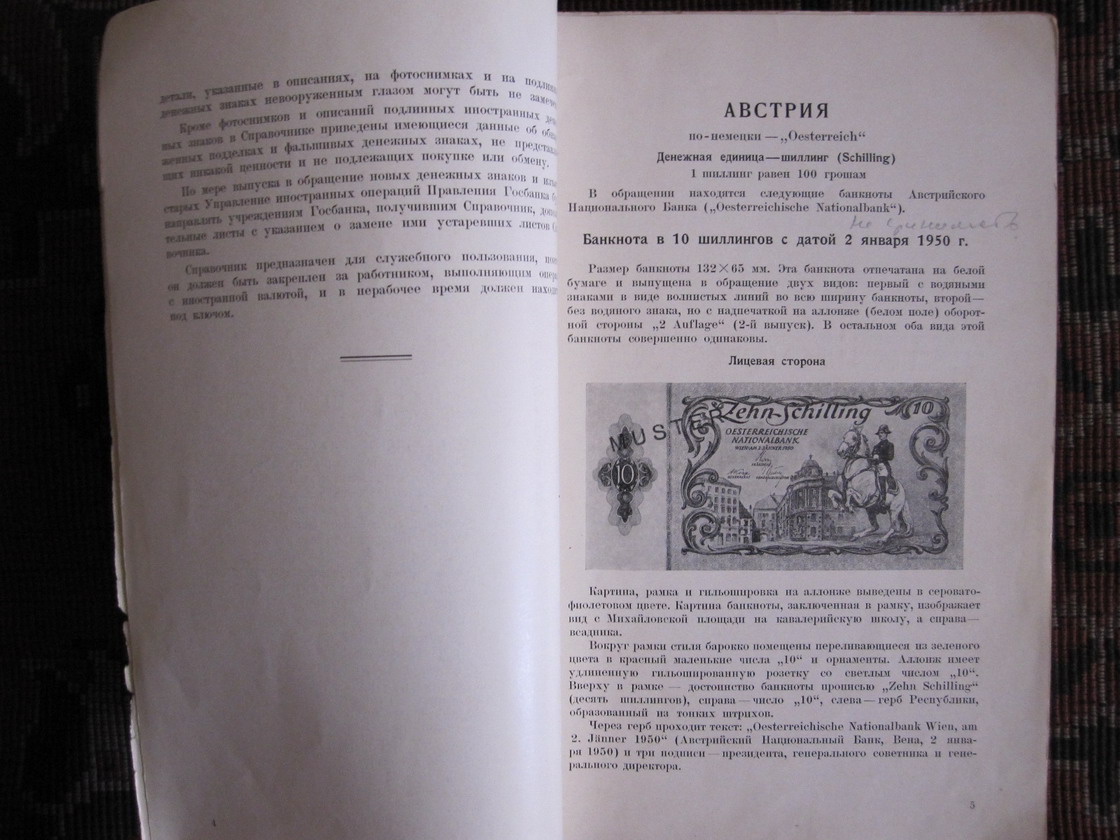 детали, указанные в описаниях, на фотоснимках и на
денежных знаках невооруженным глазом могут быть не
Кроме фотоснимков и описаний подлинных иностранных
ных знаков в Справочнике приведены имеющиеся данные об
женных подделках и фальшивых денежных знаках, не
щих никакой ценности и не подлежащих покупке или обмену.
По мере выпуска в обращение новых денежных знаков и
старых Управление иностранных операций Правления Госбанка
направлять учреждениям Госбанка, получившим Справочник,
тельные листы с указанием о замене ими устаревших листов
вочника.
Справочник предназначен для служебного пользования,
он должен быть закреплен за работником, выполняющим
с иностранной валютой, и в нерабочее время должен
под ключом.
4
АВСТРИЯ
по-немецки — „Oesterreich“
Денежная единица—шиллинг (Schilling)
1 шиллинг равен 100 грошам
В обращении находятся следующие банкноты Австрийского
Национального Банка („Oesterreichische Nationalbank“).
не
Банкнота в 10 шиллингов с датой 2 января 1950 г.
Размер банкноты 132×65 мм. Эта банкнота отпечатана на белой
бумаге и выпущена в обращение двух видов: первый с водяными
знаками в виде волнистых линий во всю ширину банкноты, второй—
без водяного знака, но с надпечаткой на аллонже (белом поле) оборот-
ной стороны „2 Auflage“ (2-й выпуск). В остальном оба вида этой
банкноты совершенно одинаковы.
Лицевая сторона
MUSTER
Zehn Schilling
10
OESTERREICHISCHE
NATIONALBANK
WIEN AM 2. JÄNNER 1950
10
Картина, рамка и гильошировка на аллонже выведены в серовато-
фиолетовом цвете. Картина банкноты, заключенная в рамку, изображает
вид с Михайловской площади на кавалерийскую школу, а справа—
всадника.
Вокруг рамки стиля барокко помещены переливающиеся из зеленого
цвета в красный маленькие числа „10“ и орнаменты. Аллонж имеет
удлиненную гильошированную розетку со светлым числом „10“.
Вверху в рамке — достоинство банкноты прописью „Zehn Schilling“
(десять шиллингов), справа—число „10“, слева—герб Республики,
образованный из тонких штрихов.
Через герб проходит текст: „Oesterreichische Nationalbank Wien, am
2. Jänner 1950“ (Австрийский Национальный Банк, Вена, 2 янва-
ря 1950) и три подписи—президента, генерального советника и гене-
рального директора.
5